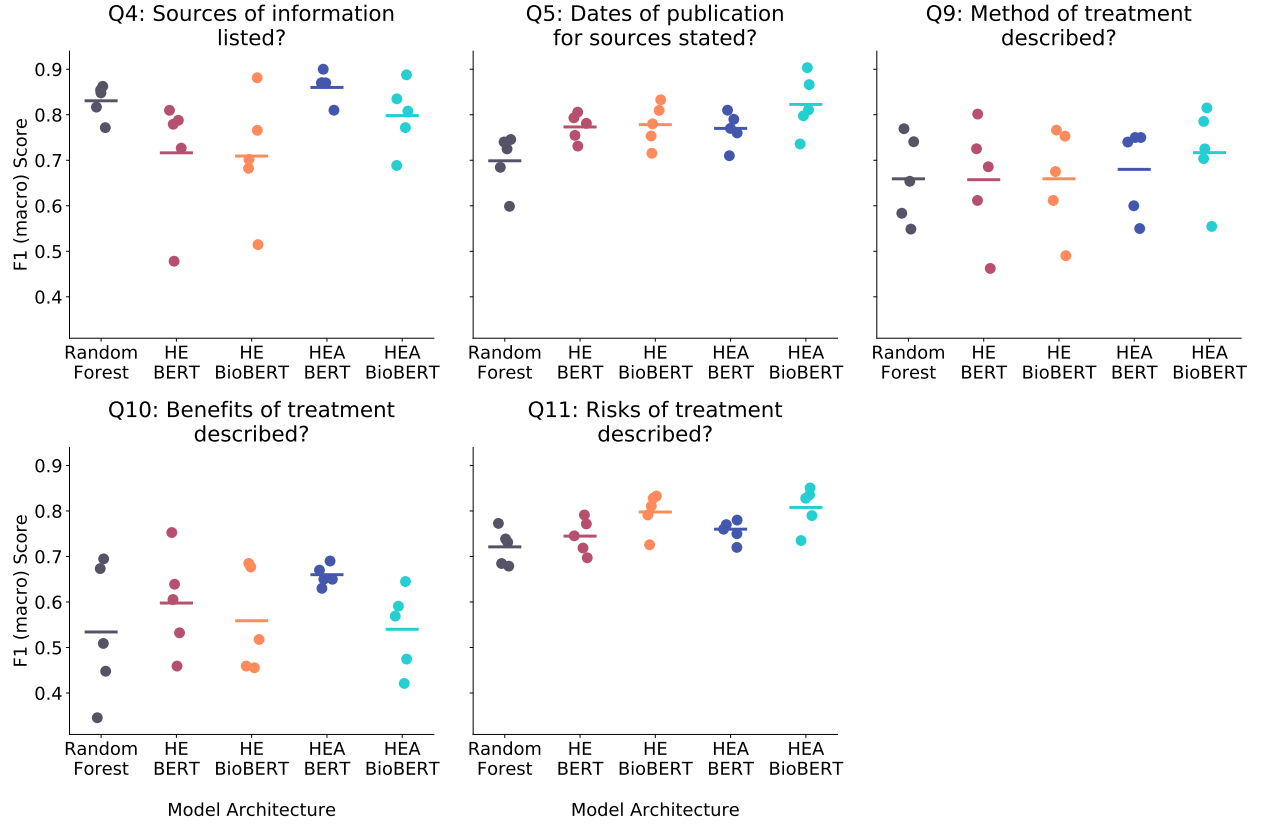 Q4: Sources of information
listed?
Q5: Dates of publication
for sources stated?
Q9: Method of treatment
described?
F1 (macro) Score
0.9
0.8
0.7
0.6
0.5
0.4
Random
Forest
HE
BERT
HE
BioBERT
HEA
BERT
HEA
BioBERT
Random
Forest
HE
BERT
HE
BioBERT
HEA
BERT
HEA
BioBERT
Random
Forest
HE
BERT
HE
BioBERT
HEA
BERT
HEA
BioBERT
Q10: Benefits of treatment
described?
Q11: Risks of treatment
described?
F1 (macro) Score
0.9
0.8
0.7
0.6
0.5
0.4
Random
Forest
HE
BERT
HE
BioBERT
HEA
BERT
HEA
BioBERT
Model Architecture
Random
Forest
HE
BERT
HE
BioBERT
HEA
BERT
HEA
BioBERT
Model Architecture